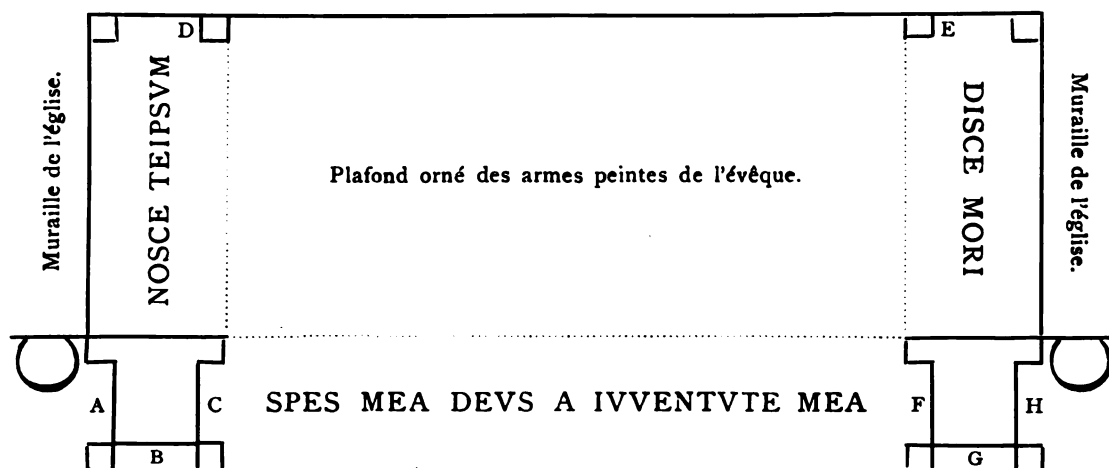 D
E
Muraille de l'église.
NOSCE TEIPSVM
Plafond orné des armes peintes de l'évêque.
DISCE MORI
Muraille de l'église.
A
C
SPES MEA DEVS A IVVENTVTE MEA
F
H
B
G